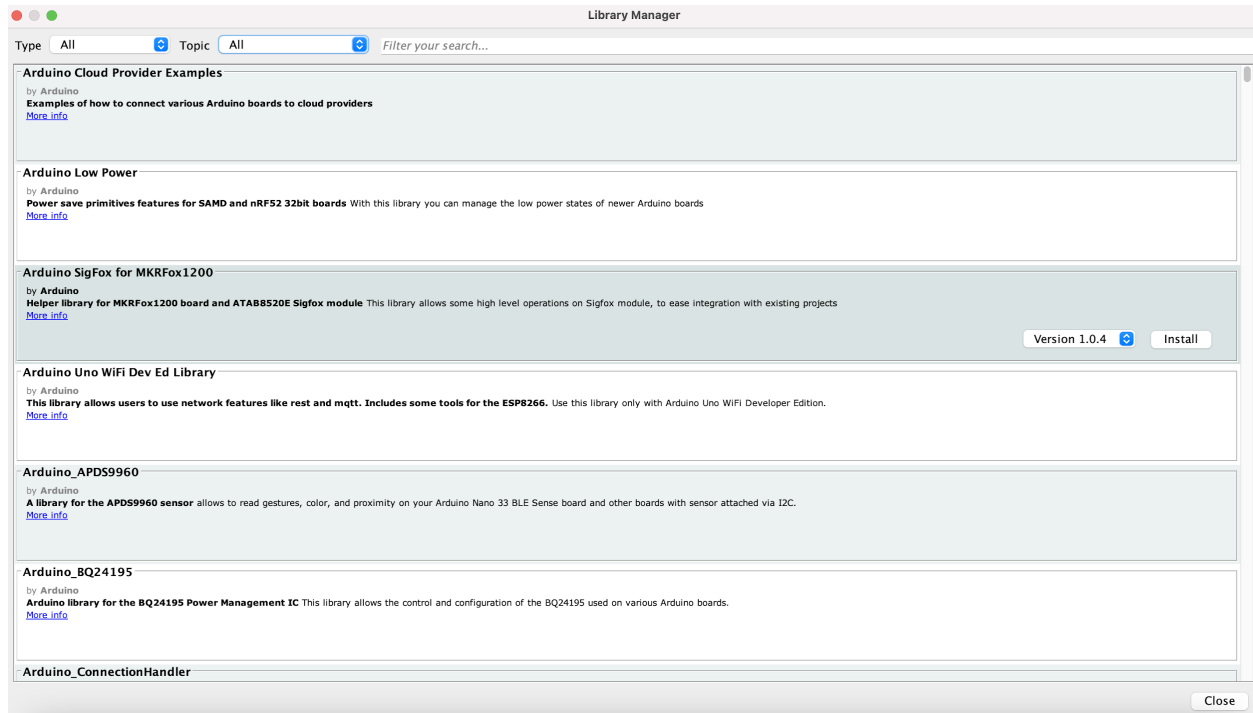 Library Manager
Type All Topic All Filter your search...
Arduino Cloud Provider Examples
by Arduino
Examples of how to connect various Arduino boards to cloud providers
More info
Arduino Low Power
by Arduino
Power save primitives features for SAMD and nRF52 32bit boards With this library you can manage the low power states of newer Arduino boards
More info
Arduino SigFox for MKRFox1200
by Arduino
Helper library for MKRFox1200 board and ATAB8520E Sigfox module This library allows some high level operations on Sigfox module, to ease integration with existing projects
More info
Version 1.0.4 Install
Arduino Uno WiFi Dev Ed Library
by Arduino
This library allows users to use network features like rest and mqtt. Includes some tools for the ESP8266. Use this library only with Arduino Uno WiFi Developer Edition.
More info
Arduino_APDS9960
by Arduino
A library for the APDS9960 sensor allows to read gestures, color, and proximity on your Arduino Nano 33 BLE Sense board and other boards with sensor attached via I2C.
More info
Arduino_BQ24195
by Arduino
Arduino library for the BQ24195 Power Management IC This library allows the control and configuration of the BQ24195 used on various Arduino boards.
More info
Arduino_ConnectionHandler
Close